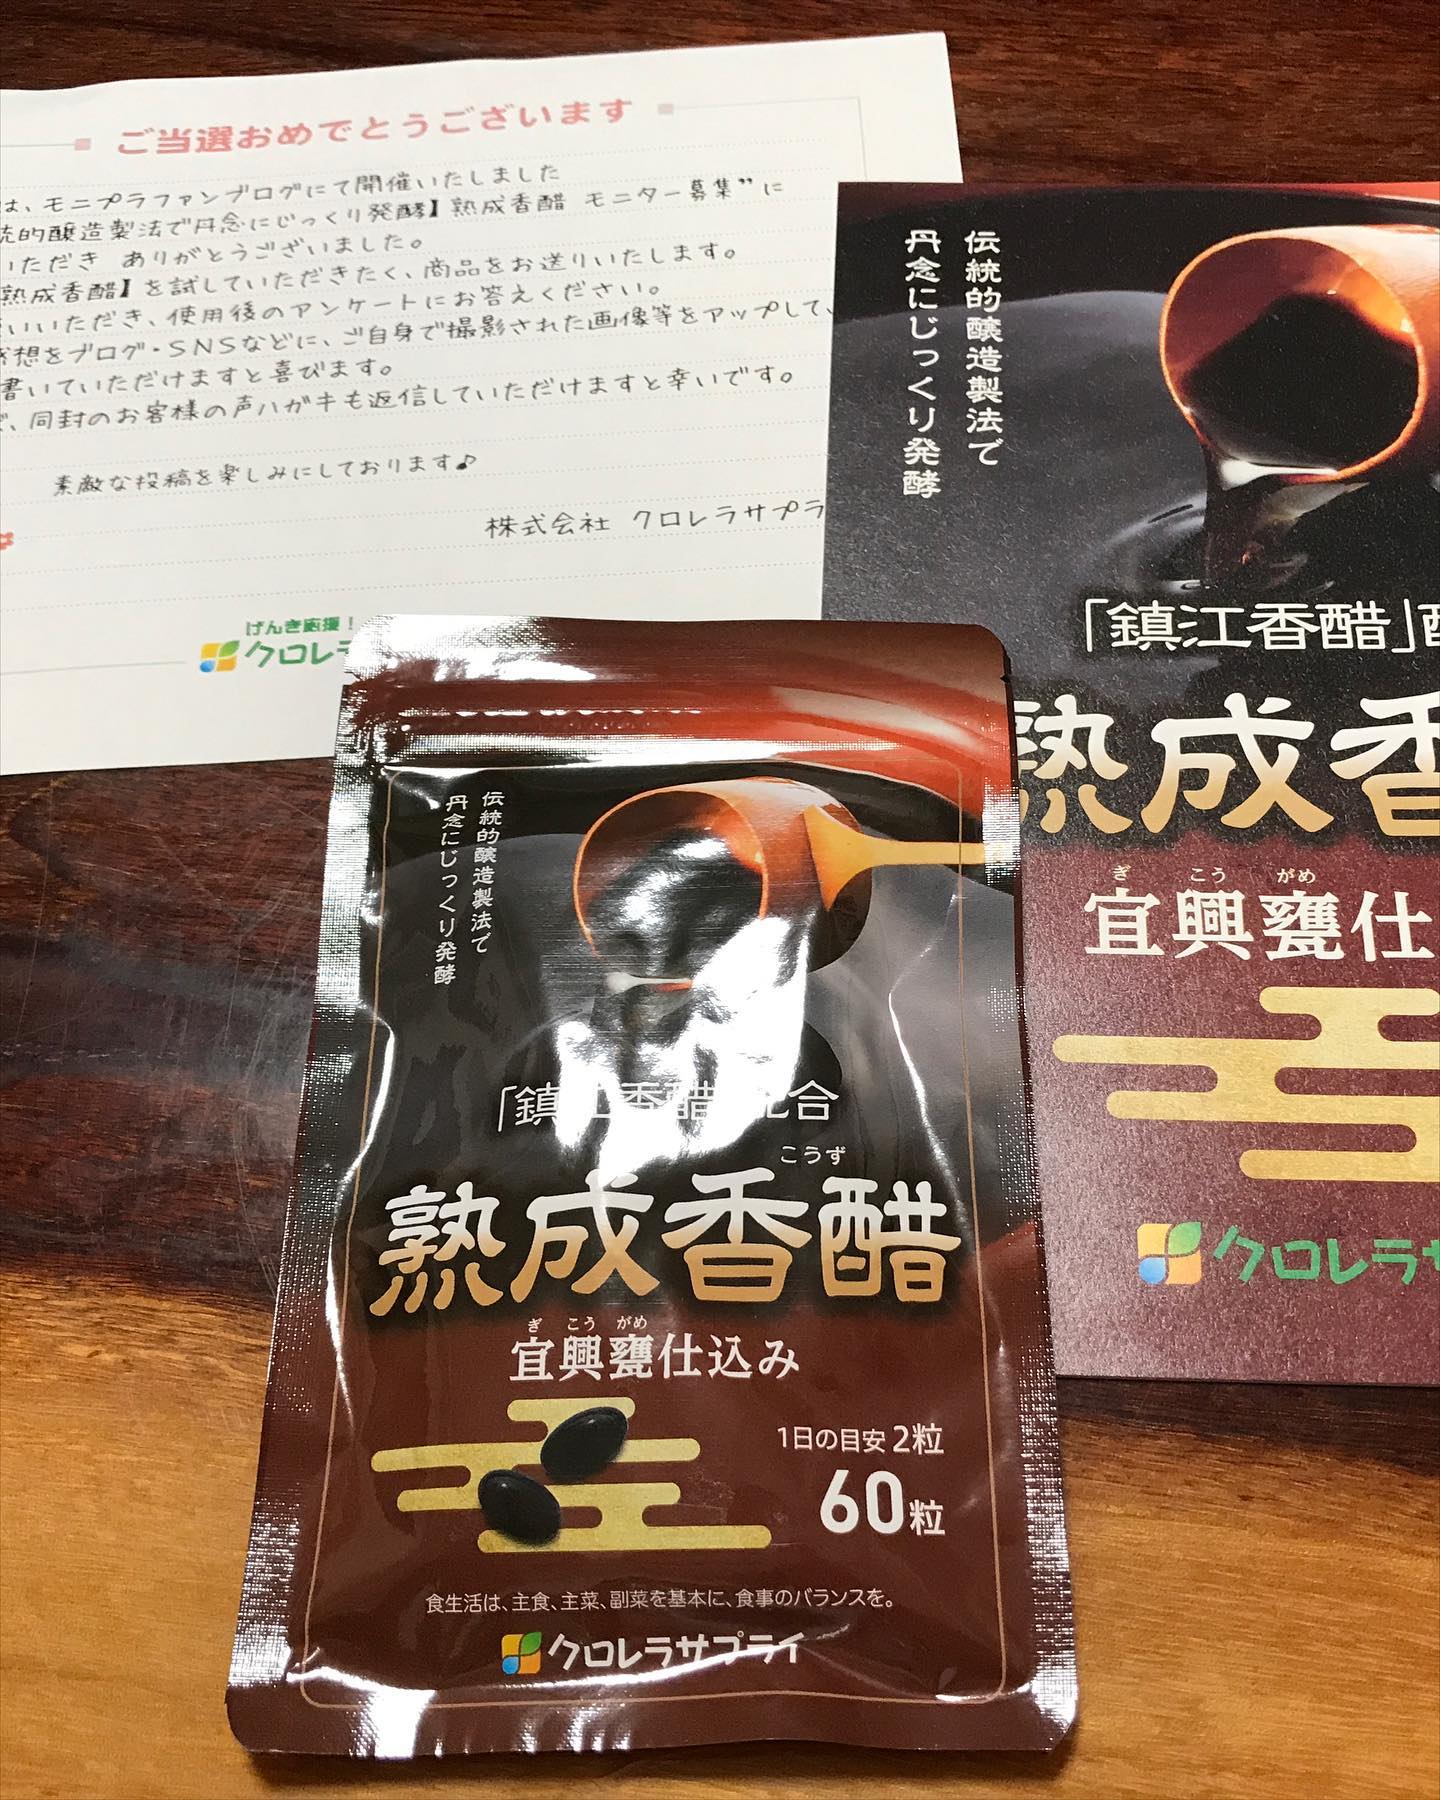 ご当選おめでとうございます
は、モニプラファンブログにて開催いたしました
統的醸造製法で丹念にじっくり発酵】熟成香醋 モニター募集”に
いただき ありがとうございました。
熟成香醋】を試していただきたく、商品をお送りいたします。
いいただき、使用後のアンケートにお答えください。
感想をブログ・SNSなどに、ご自身で撮影された画像等をアップして、
書いていただけますと喜びます。
、同封のお客様の声ハガキも返信していただけますと幸いです。
素敵な投稿を楽しみにしております♪
株式会社 クロレラサプラ
げんき応援!
クロレラ
伝統的醸造製法で
丹念にじっくり発酵
「鎮江香醋」配
熟成香
ぎ こう がめ
宜興甕仕
クロレラサ
伝統的醸造製法で
丹念にじっくり発酵
「鎮江香醋」配合
こうず
熟成香醋
ぎ こう がめ
宜興甕仕込み
1日の目安2粒
60粒
食生活は、主食、主菜、副菜を基本に、食事のバランスを。
クロレラサプライ